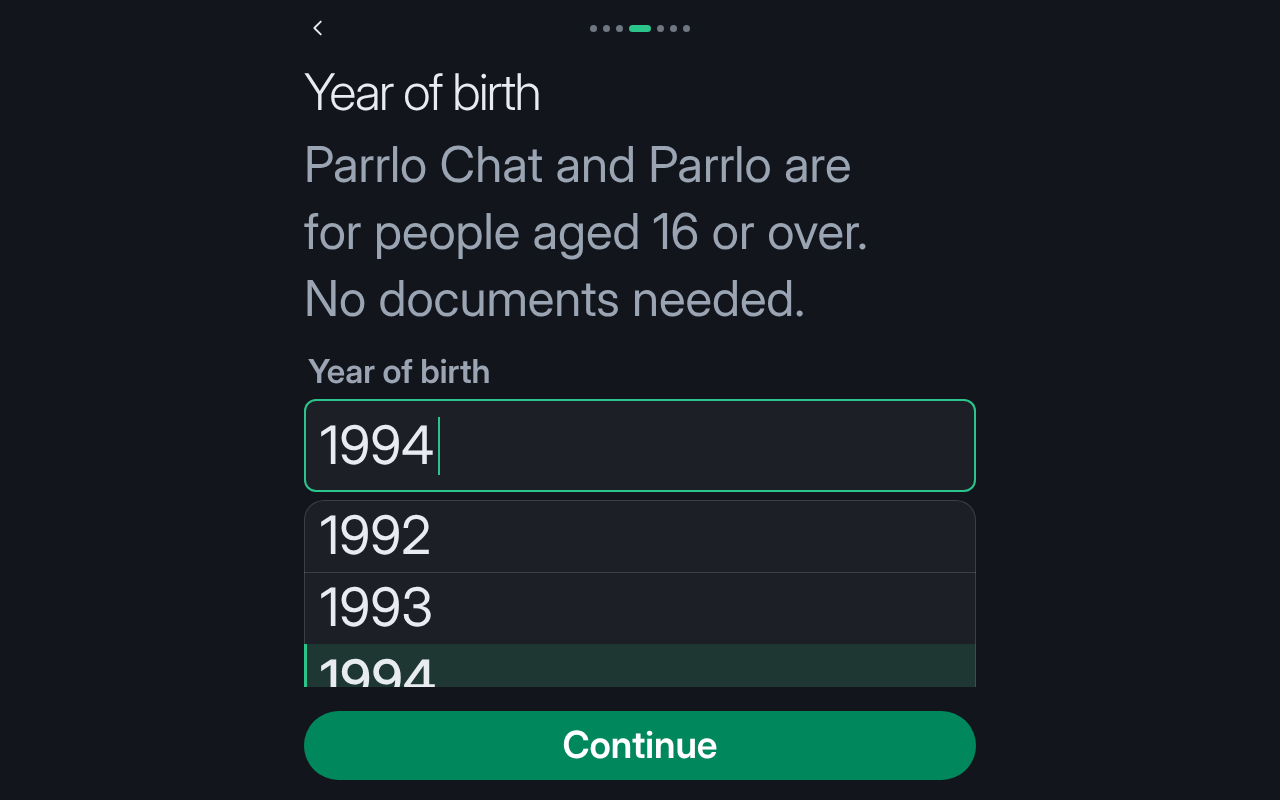 Year of birth
Parrlo Chat and Parrlo are
for people aged 16 or over.
No documents needed.
Year of birth
1994
1992
1993
1994
Continue